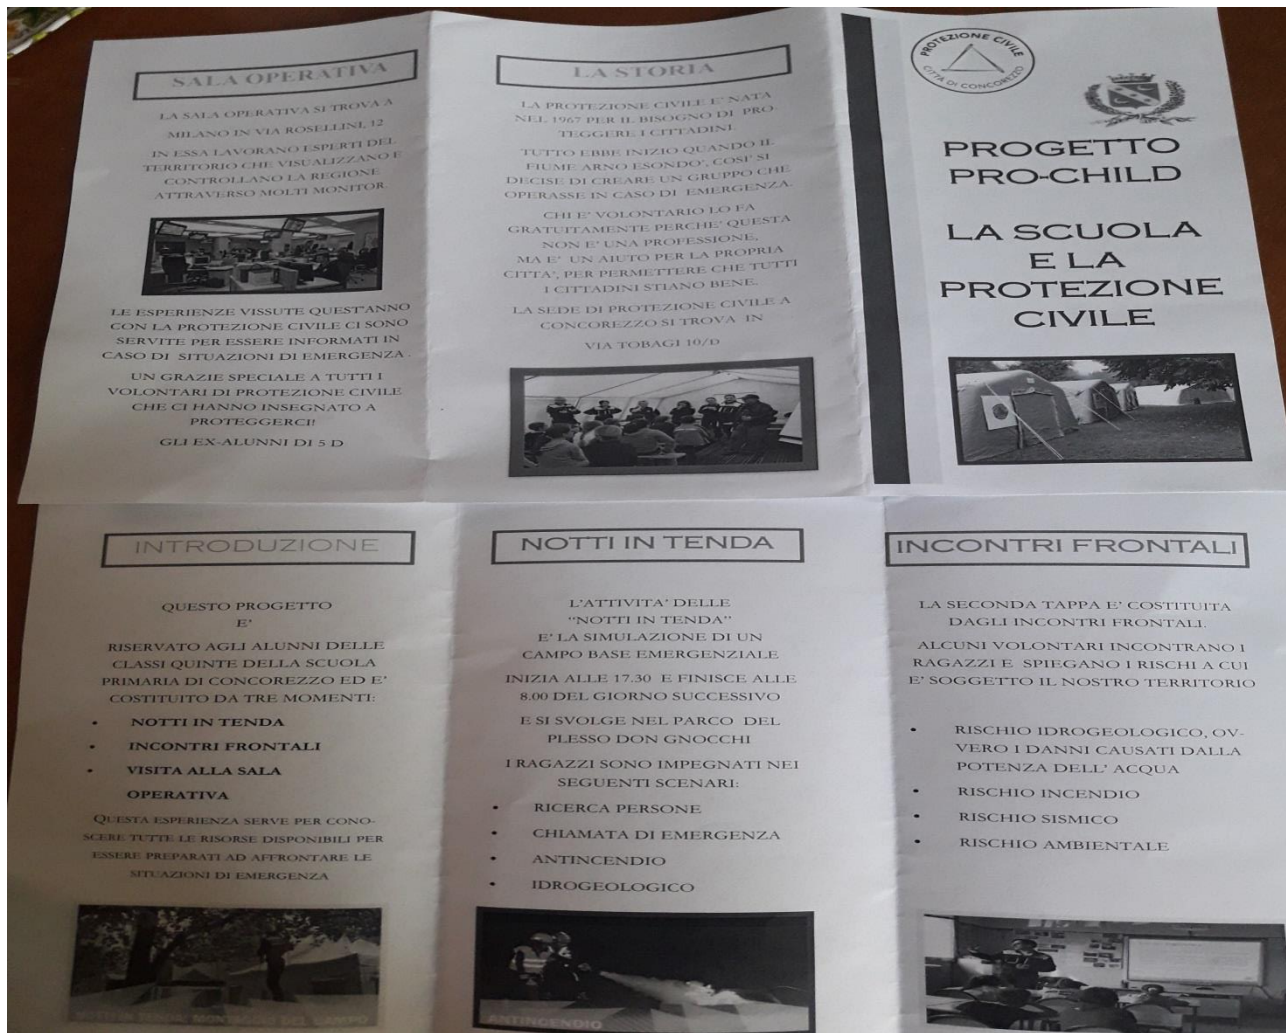 SALA OPERATIVA
LA SALA OPERATIVA SI TROVA A
MILANO IN VIA ROSELLINI, 12
IN ESSA LAVORANO ESPERTI DEL
TERRITORIO CHE VISUALIZZANO E
CONTROLLANO LA REGIONE
ATTRAVERSO MOLTI MONITOR.
LE ESPERIENZE VISSUTE QUEST'ANNO
CON LA PROTEZIONE CIVILE CI SONO
SERVITE PER ESSERE INFORMATI IN
CASO DI SITUAZIONI DI EMERGENZA .
UN GRAZIE SPECIALE A TUTTI I
VOLONTARI DI PROTEZIONE CIVILE
CHE CI HANNO INSEGNATO A
PROTEGGERCI!
GLI EX-ALUNNI DI 5 D
LA STORIA
LA PROTEZIONE CIVILE E' NATA
NEL 1967 PER IL BISOGNO DI PRO-
TEGGERE I CITTADINI.
TUTTO EBBE INIZIO QUANDO IL
FIUME ARNO ESONDO', COSI' SI
DECISE DI CREARE UN GRUPPO CHE
OPERASSE IN CASO DI EMERGENZA.
CHI E' VOLONTARIO LO FA
GRATUITAMENTE PERCHE' QUESTA
NON E' UNA PROFESSIONE,
MA E' UN AIUTO PER LA PROPRIA
CITTA', PER PERMETTERE CHE TUTTI
I CITTADINI STIANO BENE.
LA SEDE DI PROTEZIONE CIVILE A
CONCOREZZO SI TROVA IN
VIA TOBAGI 10/D
PROTEZIONE CIVILE
CITTA' DI CONCOREZZO
PROGETTO
PRO-CHILD
LA SCUOLA
E LA
PROTEZIONE
CIVILE
INTRODUZIONE
QUESTO PROGETTO
E'
RISERVATO AGLI ALUNNI DELLE
CLASSI QUINTE DELLA SCUOLA
PRIMARIA DI CONCOREZZO ED E'
COSTITUITO DA TRE MOMENTI:
• NOTTI IN TENDA
• INCONTRI FRONTALI
• VISITA ALLA SALA
OPERATIVA
QUESTA ESPERIENZA SERVE PER CONO-
SCERE TUTTE LE RISORSE DISPONIBILI PER
ESSERE PREPARATI AD AFFRONTARE LE
SITUAZIONI DI EMERGENZA
NOTTI IN TENDA: MONTAGGIO DEL CAMPO
NOTTI IN TENDA
L'ATTIVITA' DELLE
"NOTTI IN TENDA"
E' LA SIMULAZIONE DI UN
CAMPO BASE EMERGENZIALE
INIZIA ALLE 17.30 E FINISCE ALLE
8.00 DEL GIORNO SUCCESSIVO
E SI SVOLGE NEL PARCO DEL
PLESSO DON GNOCCHI
I RAGAZZI SONO IMPEGNATI NEI
SEGUENTI SCENARI:
• RICERCA PERSONE
• CHIAMATA DI EMERGENZA
• ANTINCENDIO
• IDROGEOLOGICO
ANTINCENDIO
INCONTRI FRONTALI
LA SECONDA TAPPA E' COSTITUITA
DAGLI INCONTRI FRONTALI.
ALCUNI VOLONTARI INCONTRANO I
RAGAZZI E SPIEGANO I RISCHI A CUI
E' SOGGETTO IL NOSTRO TERRITORIO
• RISCHIO IDROGEOLOGICO, OV-
VERO I DANNI CAUSATI DALLA
POTENZA DELL' ACQUA
• RISCHIO INCENDIO
• RISCHIO SISMICO
• RISCHIO AMBIENTALE